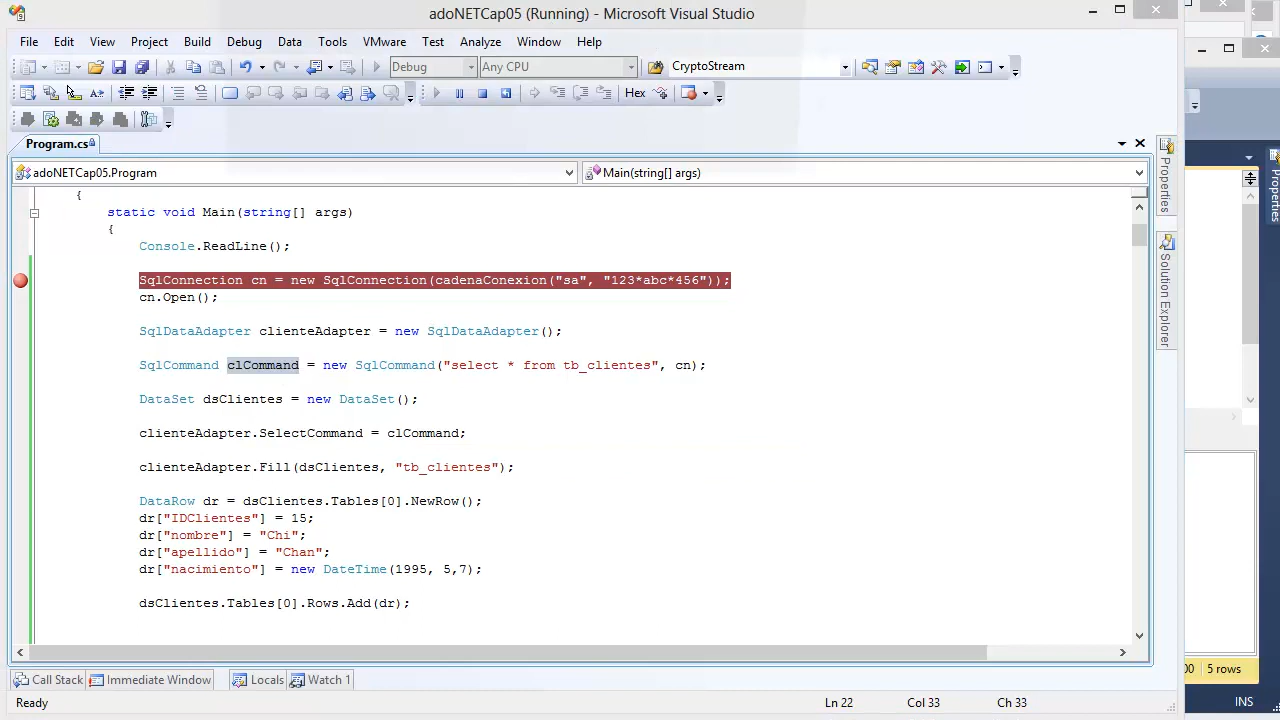 adoNETCap05 (Running) - Microsoft Visual Studio
File Edit View Project Build Debug Data Tools VMware Test Analyze Window Help
Debug Any CPU CryptoStream
Hex
Program.cs
adoNETCap05.Program Main(string[] args)
{
static void Main(string[] args)
{
Console.ReadLine();
SqlConnection cn = new SqlConnection(cadenaConexion("sa", "123*abc*456"));
cn.Open();
SqlDataAdapter clienteAdapter = new SqlDataAdapter();
SqlCommand clCommand = new SqlCommand("select * from tb_clientes", cn);
DataSet dsClientes = new DataSet();
clienteAdapter.SelectCommand = clCommand;
clienteAdapter.Fill(dsClientes, "tb_clientes");
DataRow dr = dsClientes.Tables[0].NewRow();
dr["IDClientes"] = 15;
dr["nombre"] = "Chi";
dr["apellido"] = "Chan";
dr["nacimiento"] = new DateTime(1995, 5,7);
dsClientes.Tables[0].Rows.Add(dr);
Properties
Solution Explorer
Properties
Call Stack Immediate Window Locals Watch 1
00 5 rows
Ready Ln 22 Col 33 Ch 33 INS